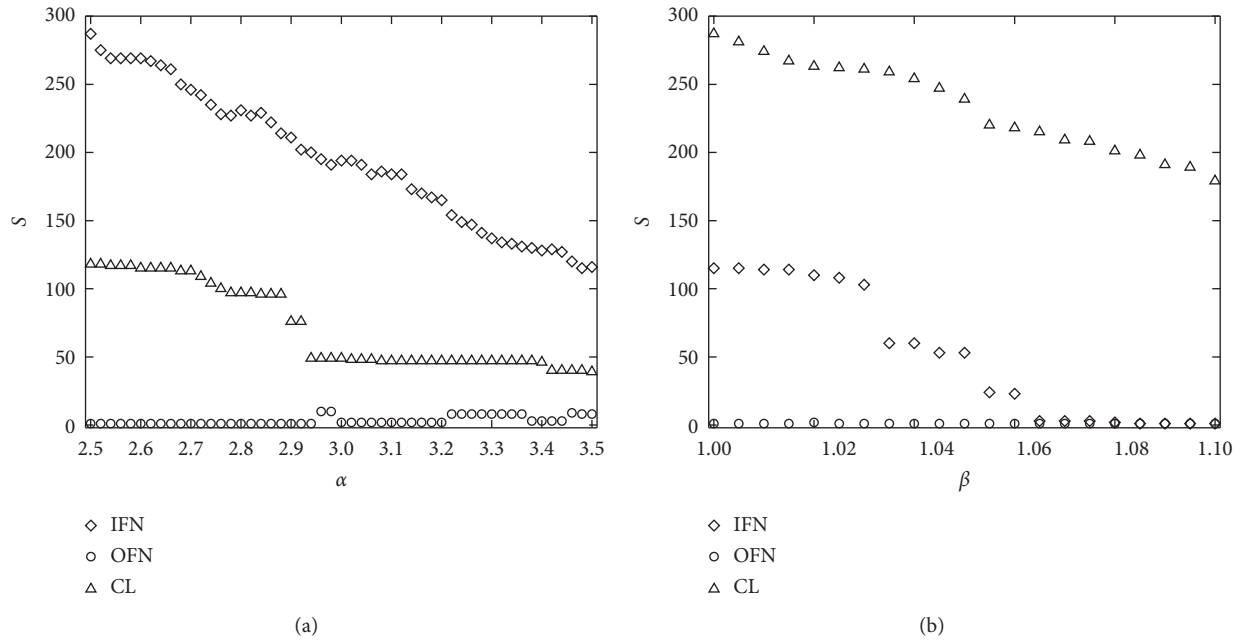 300
250
200
150
100
50
0
S
2.5 2.6 2.7 2.8 2.9 3.0 3.1 3.2 3.3 3.4 3.5
α
IFN
OFN
CL
(a)
300
250
200
150
100
50
0
S
1.00 1.02 1.04 1.06 1.08 1.10
β
IFN
OFN
CL
(b)